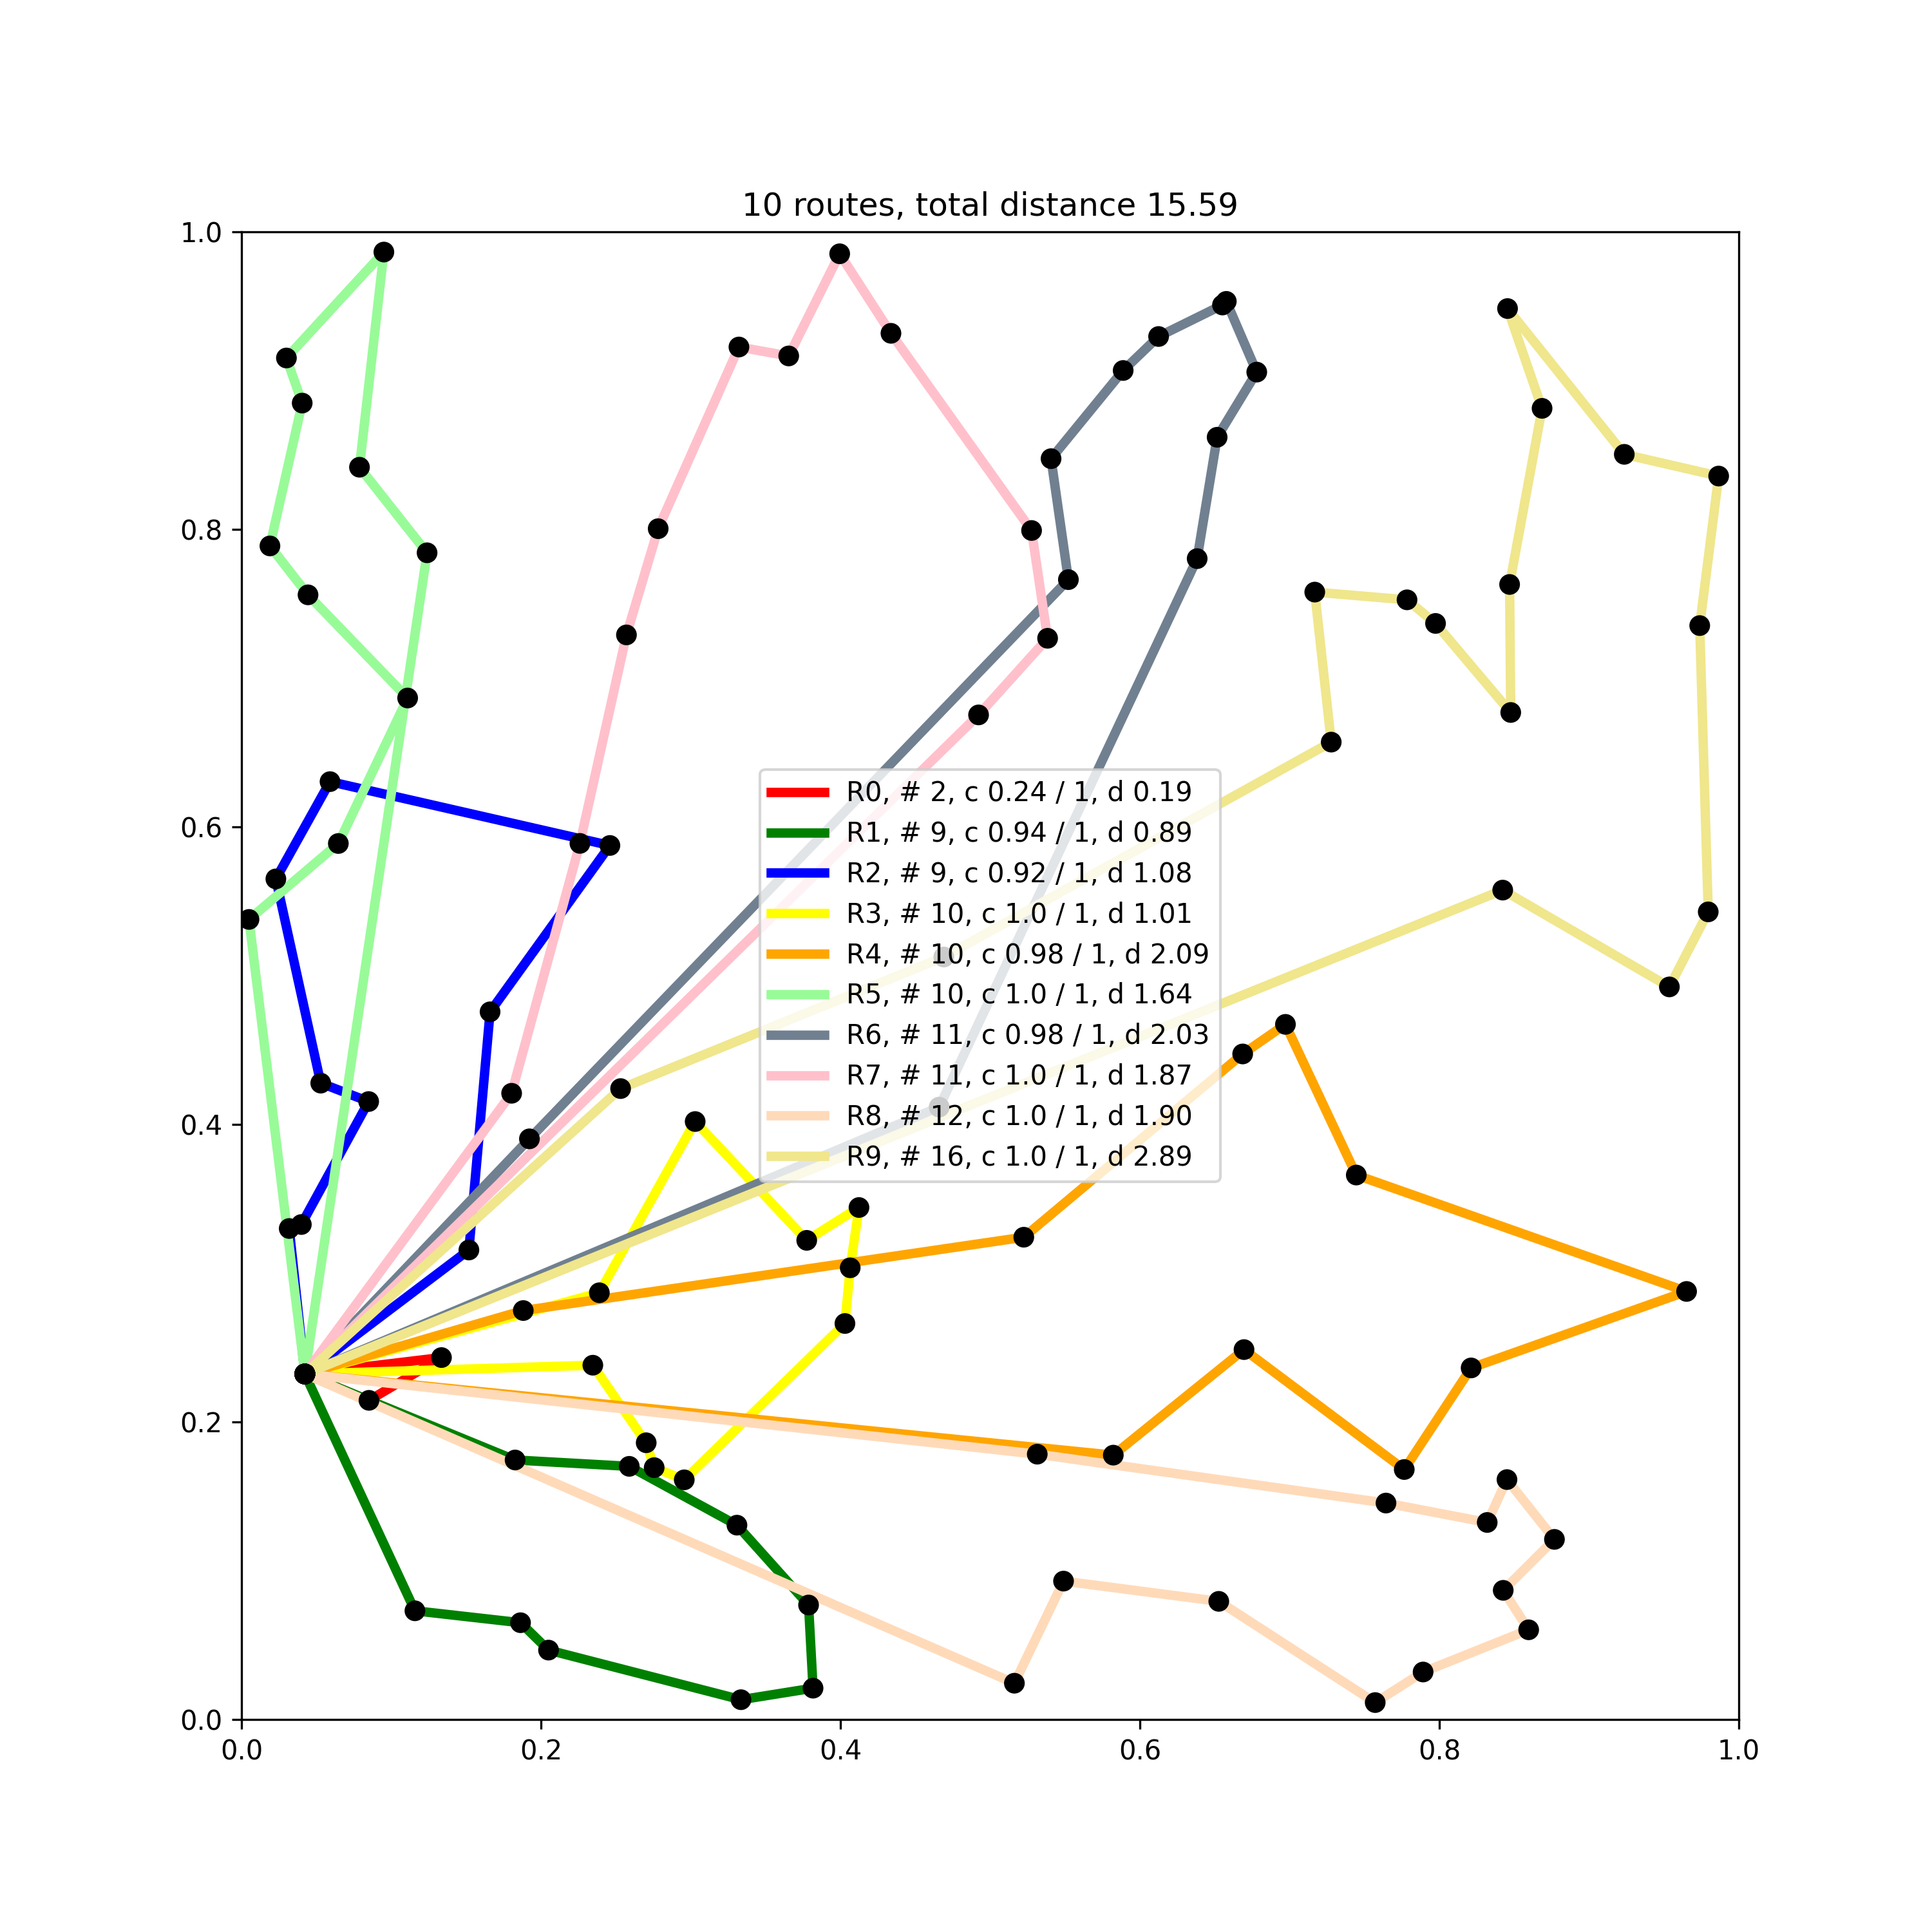 10 routes, total distance 15.59
1.0
0.8
0.6
0.4
0.2
0.0
R0, # 2, c 0.24 / 1, d 0.19
R1, # 9, c 0.94 / 1, d 0.89
R2, # 9, c 0.92 / 1, d 1.08
R3, # 10, c 1.0 / 1, d 1.01
R4, # 10, c 0.98 / 1, d 2.09
R5, # 10, c 1.0 / 1, d 1.64
R6, # 11, c 0.98 / 1, d 2.03
R7, # 11, c 1.0 / 1, d 1.87
R8, # 12, c 1.0 / 1, d 1.90
R9, # 16, c 1.0 / 1, d 2.89
0.0 0.2 0.4 0.6 0.8 1.0